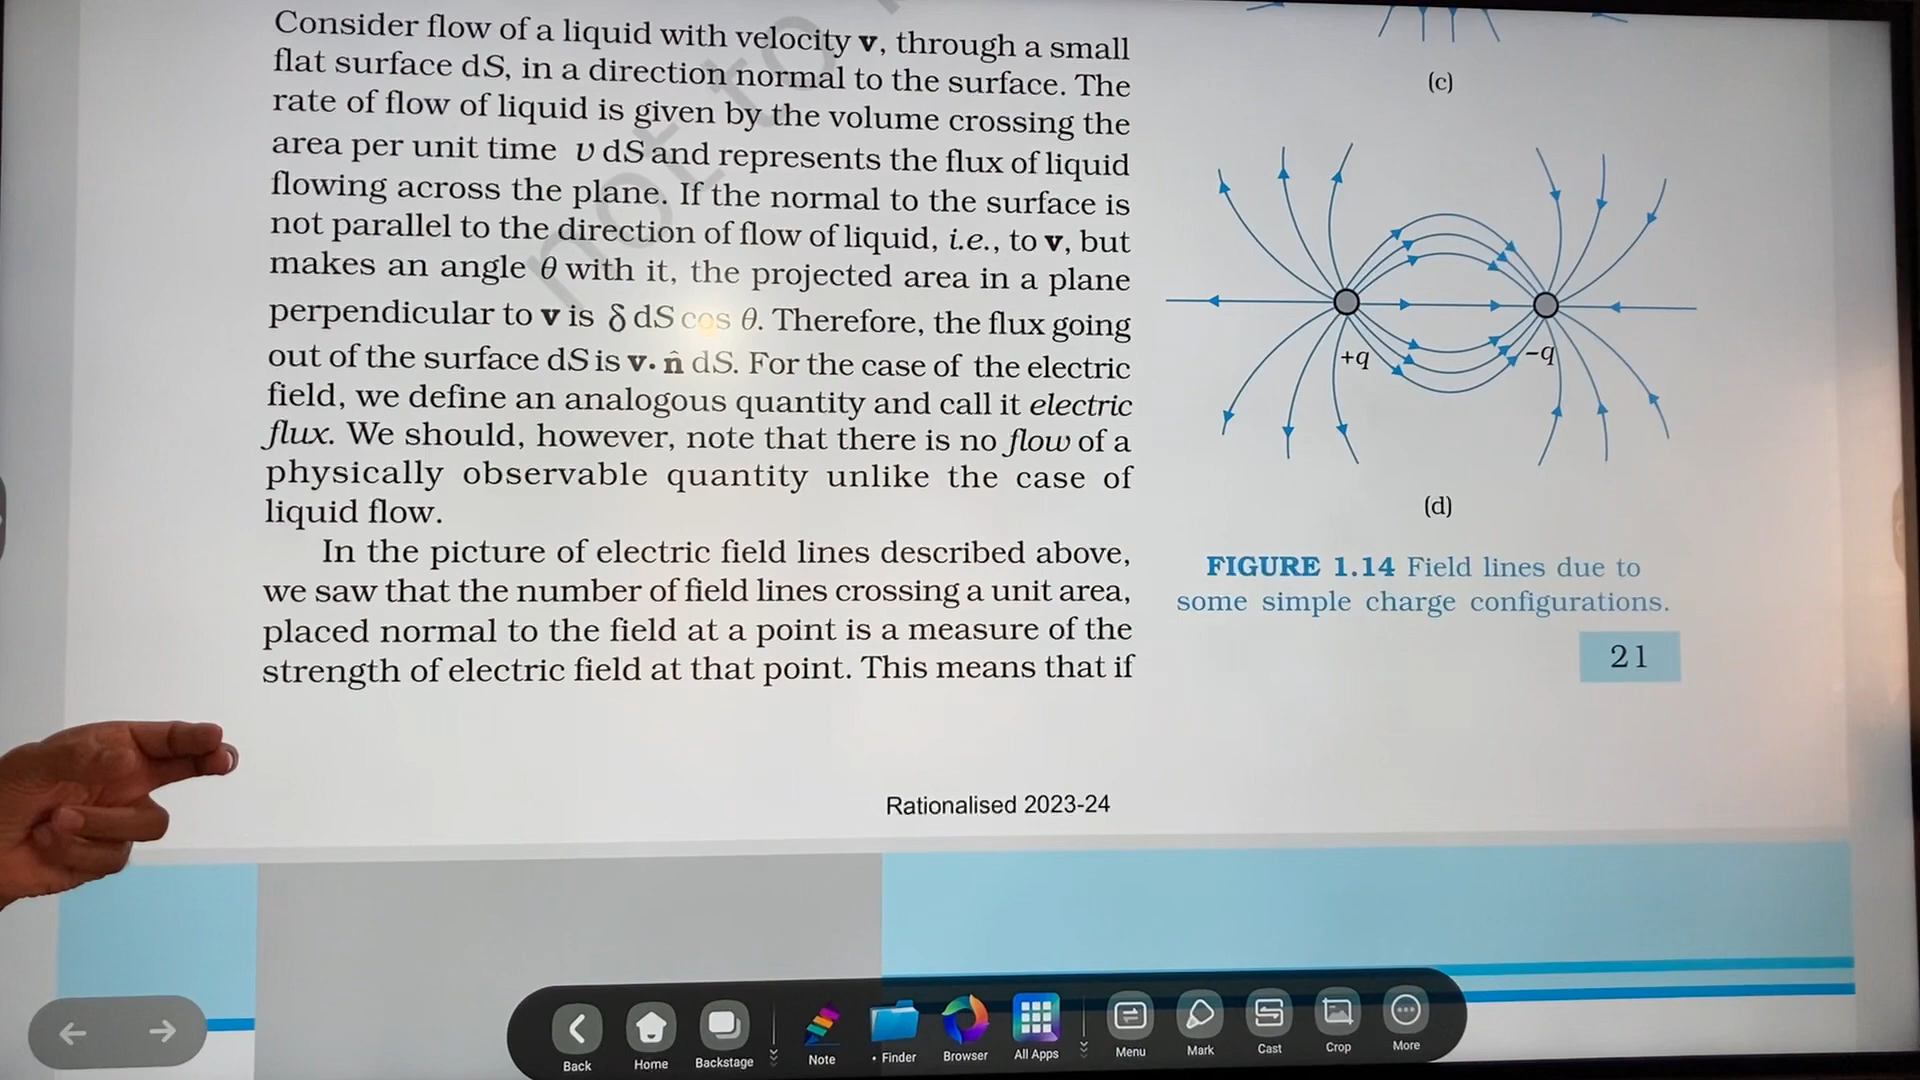 Consider flow of a liquid with velocity v, through a small
flat surface dS, in a direction normal to the surface. The
rate of flow of liquid is given by the volume crossing the
area per unit time v dS and represents the flux of liquid
flowing across the plane. If the normal to the surface is
not parallel to the direction of flow of liquid, i.e., to v, but
makes an angle θ with it, the projected area in a plane
perpendicular to v is δ dS cos θ. Therefore, the flux going
out of the surface dS is v. n̂ dS. For the case of the electric
field, we define an analogous quantity and call it electric
flux. We should, however, note that there is no flow of a
physically observable quantity unlike the case of
liquid flow.
In the picture of electric field lines described above,
we saw that the number of field lines crossing a unit area,
placed normal to the field at a point is a measure of the
strength of electric field at that point. This means that if
not to
(c)
+q
-q
(d)
FIGURE 1.14 Field lines due to
some simple charge configurations.
21
Rationalised 2023-24
Back
Home
Backstage
Note
Finder
Browser
All Apps
Menu
Mark
Cast
Crop
More